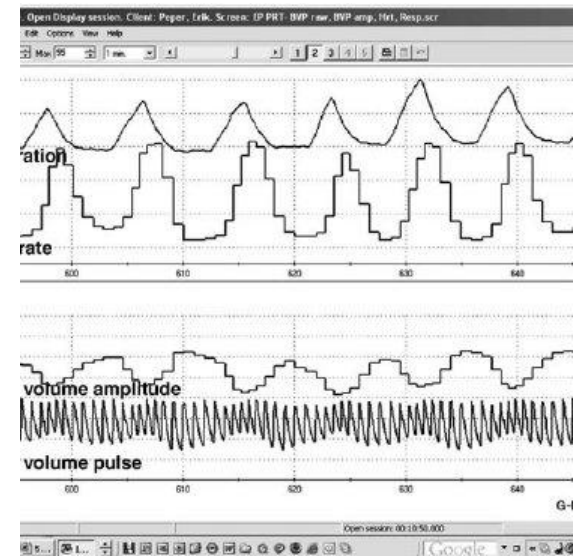 Open Display session. Client: Peper, Erik. Screen: EP PRT- BVP raw, BVP amp, Hrt, Resp.scr
Edit Options View Help
Max 95 1 min. 1 2 3 4 5
ration
rate
600 610 620 630 640
volume amplitude
volume pulse
600 610 620 630 640
G-
Open session: 00:10:50.800
5... L... Google